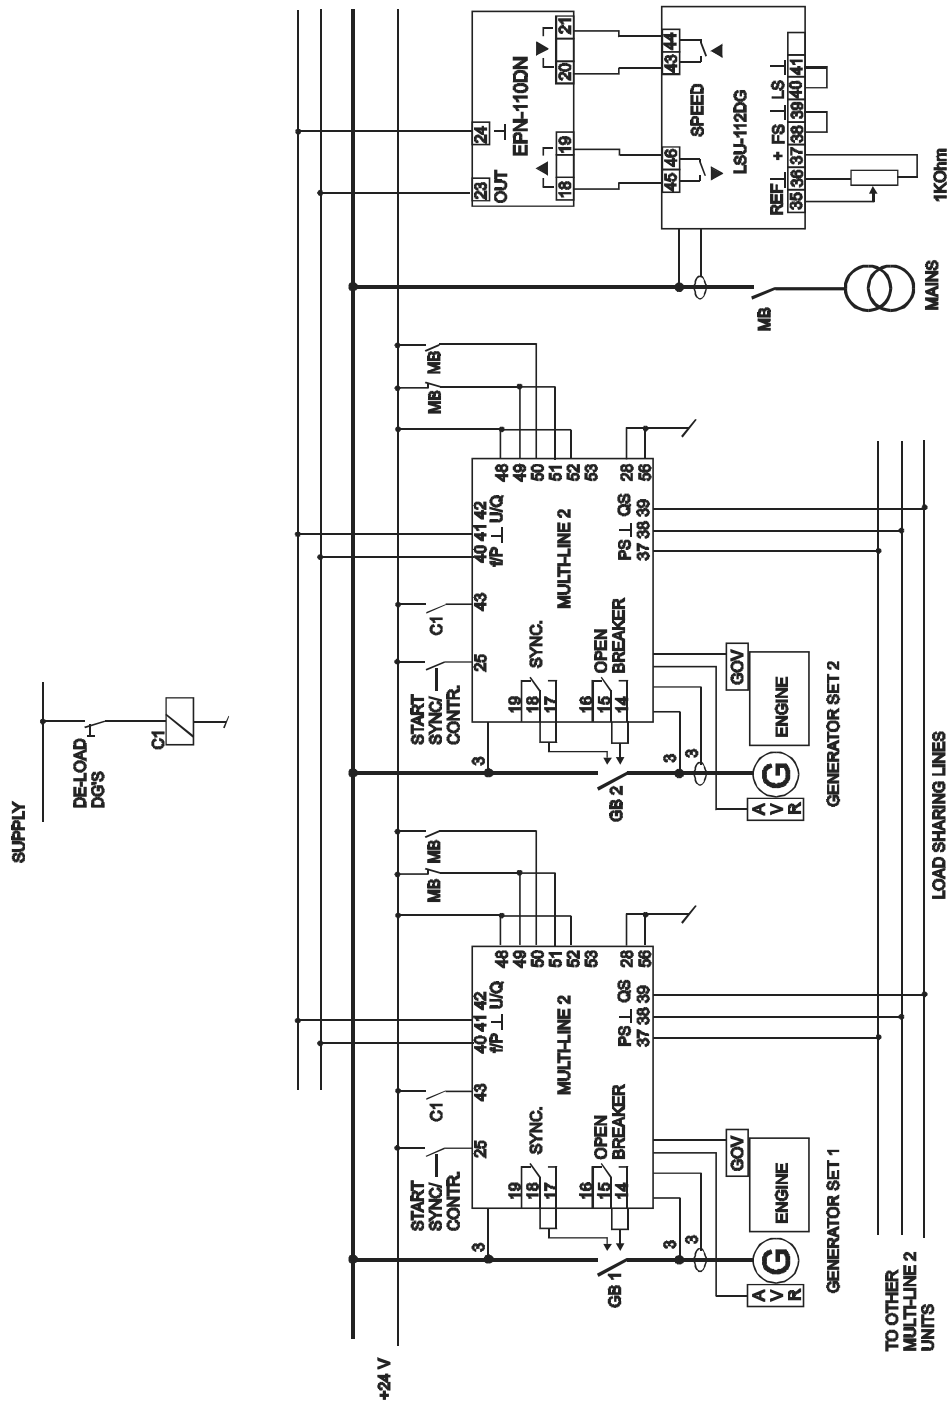 SUPPLY
DE-LOAD
DG'S
C1
+24 V
START
SYNC/
CONTR.
C1
MB
MB
3
25
43
40 41 42
f/P ⊥ U/Q
48
49
50
51
52
53
28
56
19
18
17
SYNC.
16
15
14
OPEN
BREAKER
MULTI-LINE 2
PS ⊥ QS
37 38 39
GB 1
3
3
A
V
R
G
GOV
ENGINE
GENERATOR SET 1
START
SYNC/
CONTR.
C1
MB
MB
3
25
43
40 41 42
f/P ⊥ U/Q
48
49
50
51
52
53
28
56
19
18
17
SYNC.
16
15
14
OPEN
BREAKER
MULTI-LINE 2
PS ⊥ QS
37 38 39
GB 2
3
3
A
V
R
G
GOV
ENGINE
GENERATOR SET 2
TO OTHER
MULTI-LINE 2
UNITS
LOAD SHARING LINES
MB
MAINS
23
24
OUT ⊥
EPN-110DN
18
19
20
21
45
46
43
44
SPEED
LSU-112DG
REF ⊥ + FS ⊥ LS ⊥
35 36 37 38 39 40 41
1KOhm